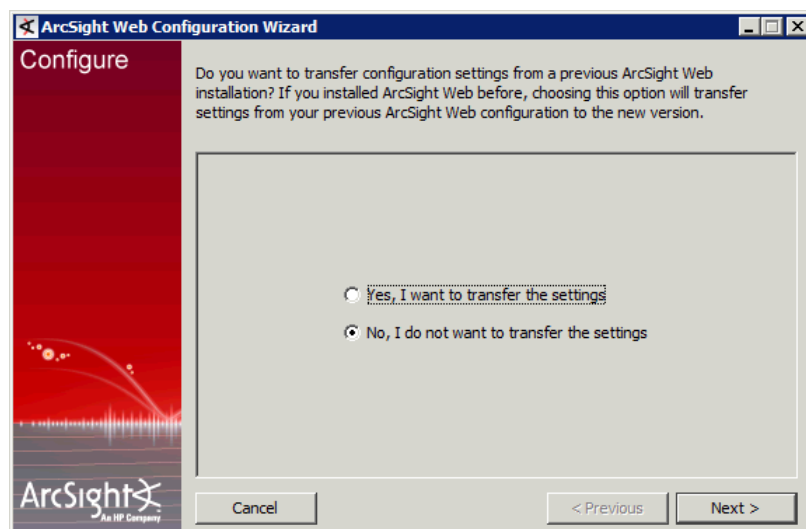 ArcSight Web Configuration Wizard
Configure
Do you want to transfer configuration settings from a previous ArcSight Web
installation? If you installed ArcSight Web before, choosing this option will transfer
settings from your previous ArcSight Web configuration to the new version.
Yes, I want to transfer the settings
No, I do not want to transfer the settings
ArcSight
An HP Company
Cancel
< Previous
Next >